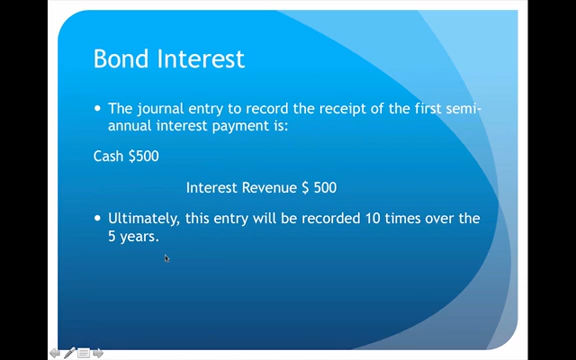 Bond Interest
• The journal entry to record the receipt of the first semi-
annual interest payment is:
Cash $500
Interest Revenue $ 500
• Ultimately, this entry will be recorded 10 times over the
5 years.